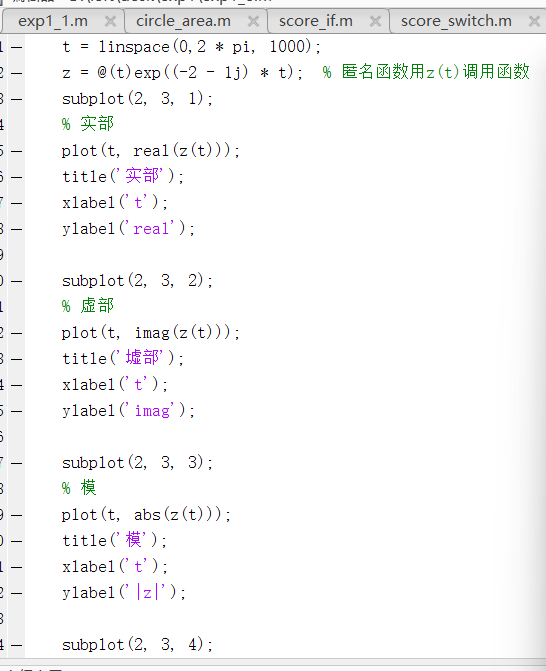 exp1_1.m × circle_area.m × score_if.m × score_switch.m ×
t = linspace(0,2 * pi, 1000);
z = @(t)exp((-2 - 1j) * t);  % 匿名函数用z(t)调用函数
subplot(2, 3, 1);
% 实部
plot(t, real(z(t)));
title('实部');
xlabel('t');
ylabel('real');
subplot(2, 3, 2);
% 虚部
plot(t, imag(z(t)));
title('墟部');
xlabel('t');
ylabel('imag');
subplot(2, 3, 3);
% 模
plot(t, abs(z(t)));
title('模');
xlabel('t');
ylabel('|z|');
subplot(2, 3, 4);